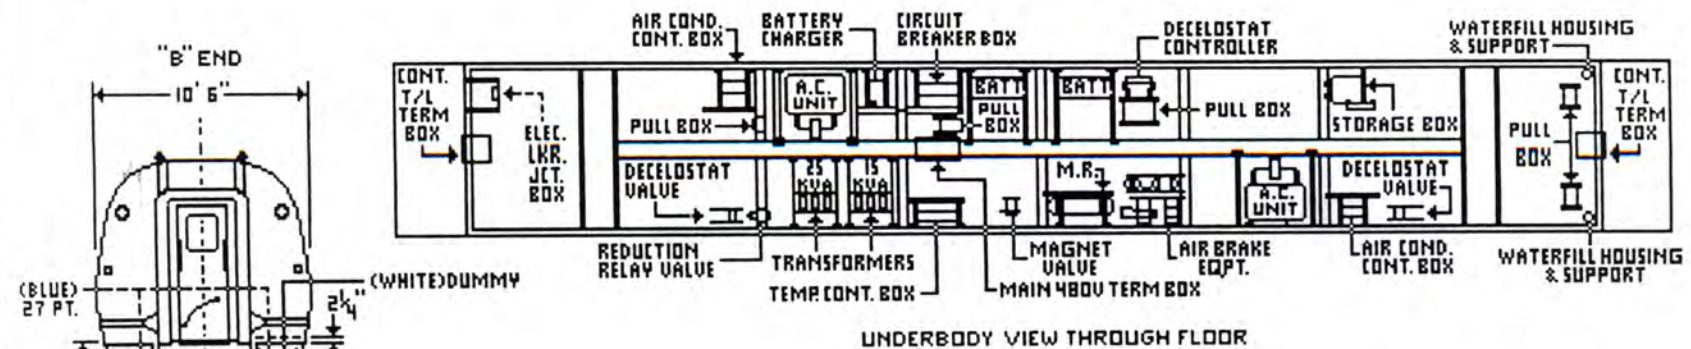 "B" END
10' 6"
(BLUE)
27 PT.
(WHITE)DUMMY
2¼"
AIR COND.
CONT. BOX
BATTERY
CHARGER
CIRCUIT
BREAKER BOX
DECELOSTAT
CONTROLLER
WATERFILL HOUSING
& SUPPORT
CONT.
T/L
TERM
BOX
ELEC.
LKR.
JCT.
BOX
PULL BOX
A.C.
UNIT
BATT
PULL
BOX
BATT
PULL BOX
STORAGE BOX
PULL
BOX
CONT.
T/L
TERM
BOX
DECELOSTAT
VALVE
25
KVA
15
KVA
M.R.
A.C.
UNIT
DECELOSTAT
VALVE
REDUCTION
RELAY VALVE
TRANSFORMERS
TEMP. CONT. BOX
MAGNET
VALVE
MAIN 480V TERM BOX
AIR BRAKE
EQPT.
AIR COND.
CONT. BOX
WATERFILL HOUSING
& SUPPORT
UNDERBODY VIEW THROUGH FLOOR